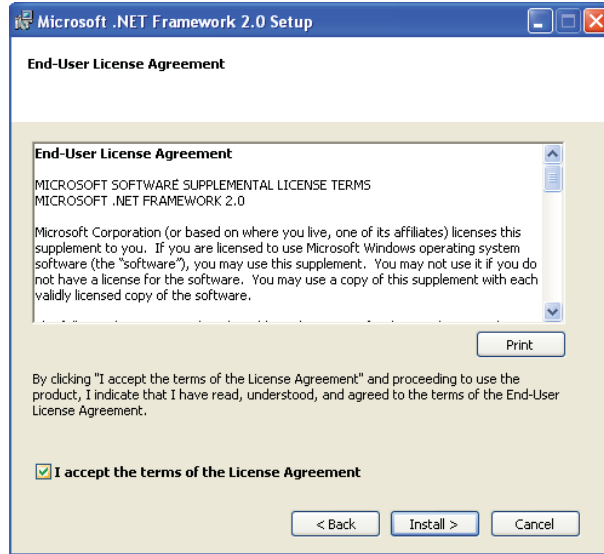 Microsoft .NET Framework 2.0 Setup
End-User License Agreement
End-User License Agreement
MICROSOFT SOFTWARE SUPPLEMENTAL LICENSE TERMS
MICROSOFT .NET FRAMEWORK 2.0
Microsoft Corporation (or based on where you live, one of its affiliates) licenses this
supplement to you. If you are licensed to use Microsoft Windows operating system
software (the “software”), you may use this supplement. You may not use it if you do
not have a license for the software. You may use a copy of this supplement with each
validly licensed copy of the software.
Print
By clicking "I accept the terms of the License Agreement" and proceeding to use the
product, I indicate that I have read, understood, and agreed to the terms of the End-User
License Agreement.
I accept the terms of the License Agreement
< Back Install > Cancel